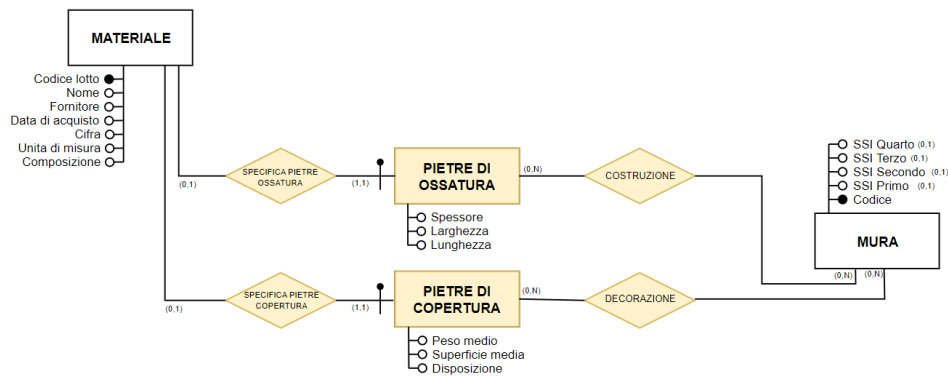 MATERIALE
Codice lotto
Nome
Fornitore
Data di acquisto
Cifra
Unita di misura
Composizione
(0,1)
SPECIFICA PIETRE
OSSATURA
(1,1)
PIETRE DI
OSSATURA
(0,N)
COSTRUZIONE
Spessore
Larghezza
Lunghezza
SSI Quarto (0,1)
SSI Terzo (0,1)
SSI Secondo (0,1)
SSI Primo (0,1)
Codice
MURA
(0,N)
(0,N)
(0,1)
SPECIFICA PIETRE
COPERTURA
(1,1)
PIETRE DI
COPERTURA
(0,N)
DECORAZIONE
Peso medio
Superficie media
Disposizione